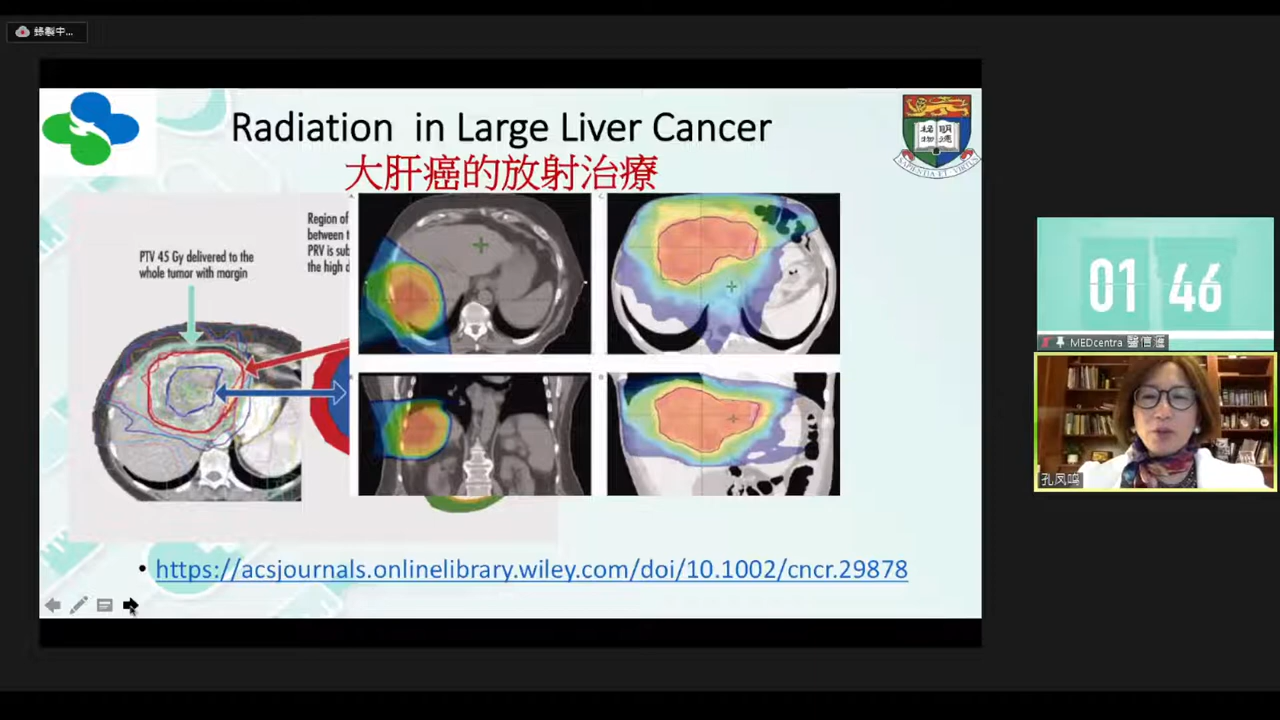 錄製中...
Radiation in Large Liver Cancer
大肝癌的放射治療
PTV 45 Gy delivered to the
whole tumor with margin
Region of
between t
PRV is sub
the high d
• https://acsjournals.onlinelibrary.wiley.com/doi/10.1002/cncr.29878
01 46
MEDcentra 醫信匯
孔凤鸣